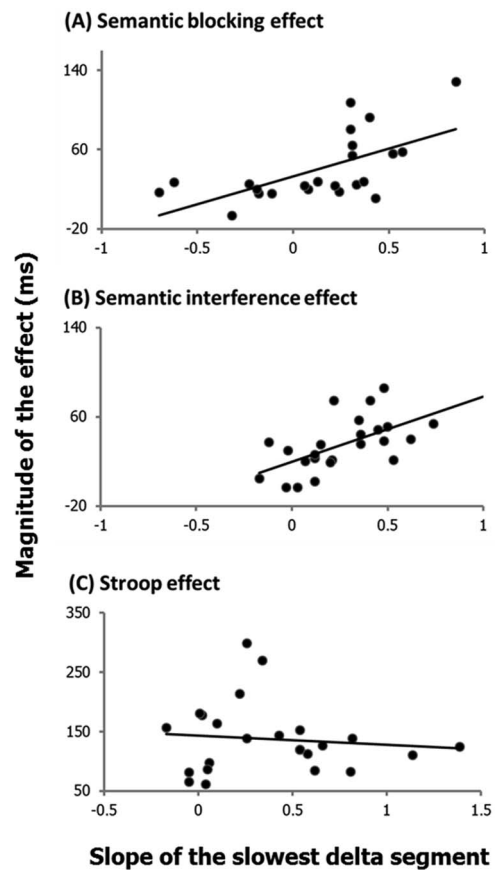 (A) Semantic blocking effect
140
60
-20
-1 -0.5 0 0.5 1
(B) Semantic interference effect
140
60
-20
-1 -0.5 0 0.5 1
Magnitude of the effect (ms)
(C) Stroop effect
350
250
150
50
-0.5 0 0.5 1 1.5
Slope of the slowest delta segment